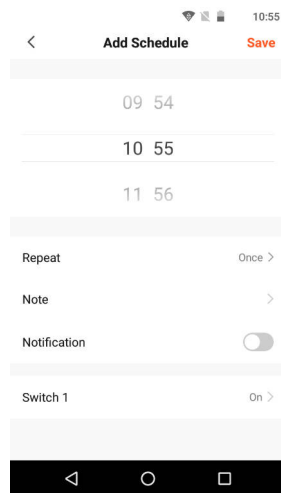 10:55
Add Schedule Save
09 54
10 55
11 56
Repeat Once >
Note >
Notification
Switch 1 On >